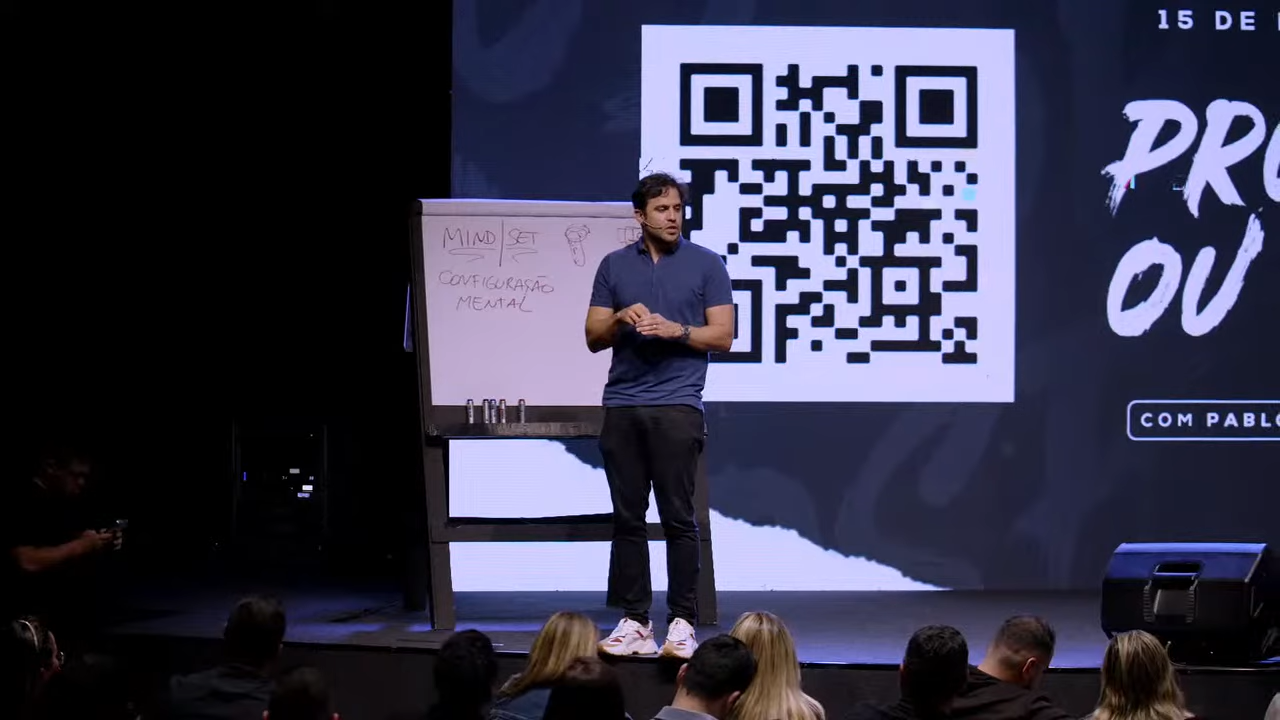 MIND|SET
CONFIGURAÇÃO
MENTAL
15 DE
PR
OU
COM PABLO